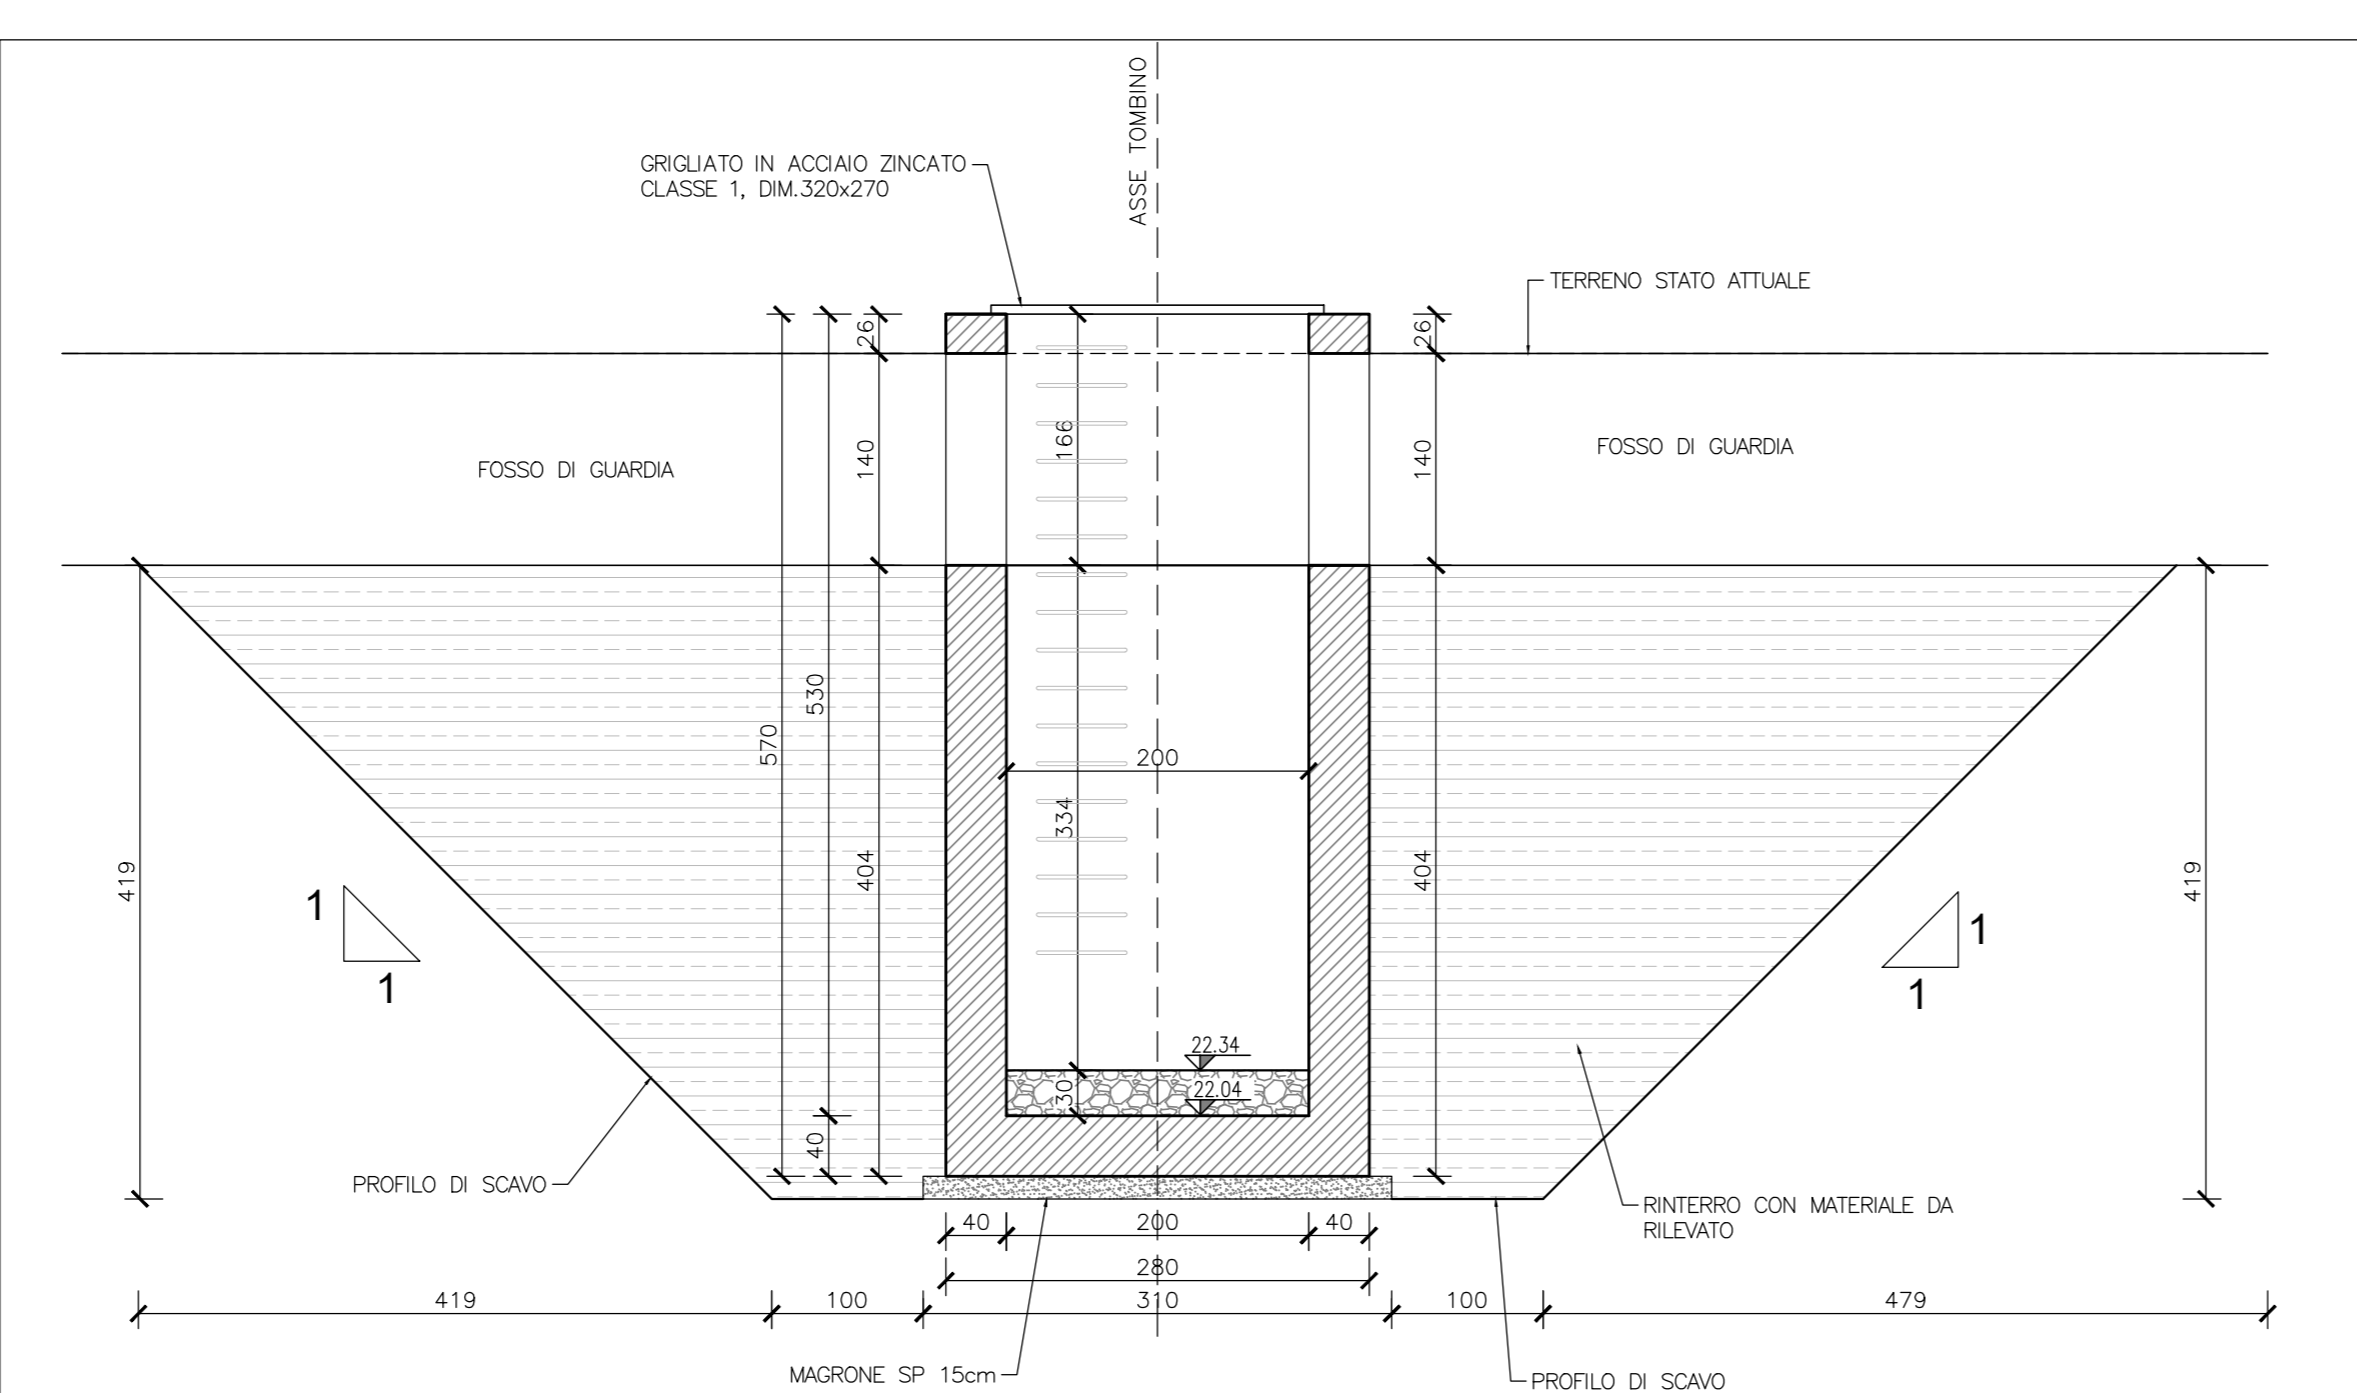 ASSE TOMBINO
GRIGLIATO IN ACCIAIO ZINCATO
CLASSE 1, DIM.320x270
TERRENO STATO ATTUALE
26
26
FOSSO DI GUARDIA
140
166
140
FOSSO DI GUARDIA
530
570
200
334
419
404
404
419
1
1
1
1
22.34
30
22.04
40
PROFILO DI SCAVO
RINTERRO CON MATERIALE DA
RILEVATO
40
200
40
280
419
100
310
100
479
MAGRONE SP 15cm
PROFILO DI SCAVO